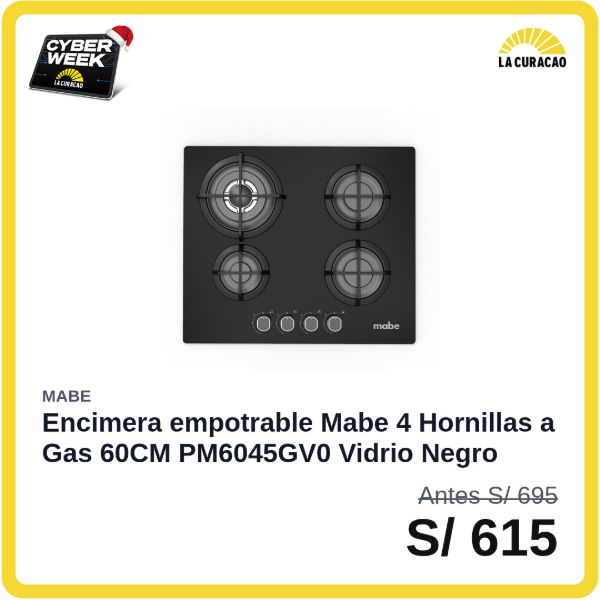 CYBER
WEEK
LA CURACAO
LA CURACAO
mabe
MABE
Encimera empotrable Mabe 4 Hornillas a
Gas 60CM PM6045GV0 Vidrio Negro
Antes S/ 695
S/ 615